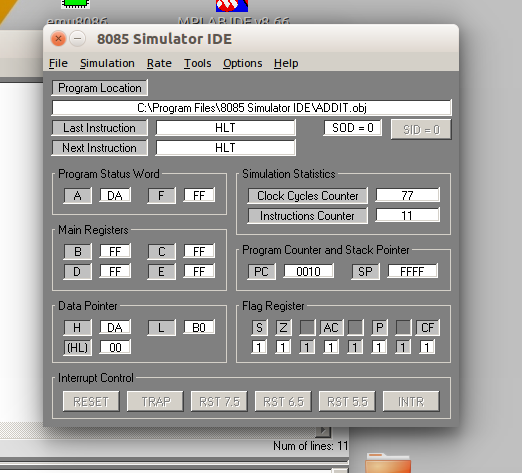 emu8086 MPLAB IDE v8.66
8085 Simulator IDE
File Simulation Rate Tools Options Help
Program Location
C:\Program Files\8085 Simulator IDE\ADDIT.obj
Last Instruction HLT SOD = 0 SID = 0
Next Instruction HLT
Program Status Word
A DA F FF
Simulation Statistics
Clock Cycles Counter 77
Instructions Counter 11
Main Registers
B FF C FF
D FF E FF
Program Counter and Stack Pointer
PC 0010 SP FFFF
Data Pointer
H DA L B0
(HL) 00
Flag Register
S Z AC P CF
1 1 1 1 1 1 1 1
Interrupt Control
RESET TRAP RST 7.5 RST 6.5 RST 5.5 INTR
Num of lines: 11